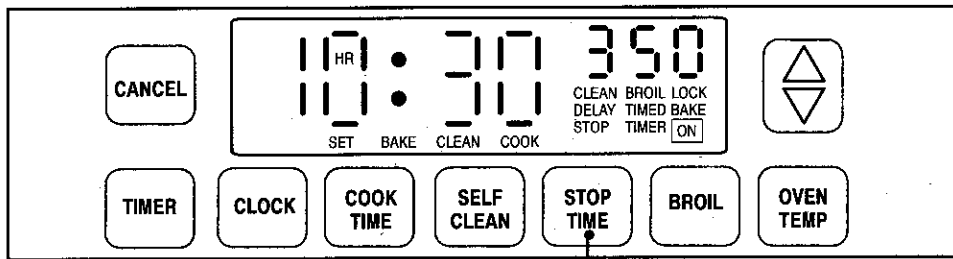 CANCEL
HR
10:30
350
CLEAN BROIL LOCK
DELAY TIMED BAKE
STOP TIMER ON
SET BAKE CLEAN COOK
TIMER
CLOCK
COOK
TIME
SELF
CLEAN
STOP
TIME
BROIL
OVEN
TEMP